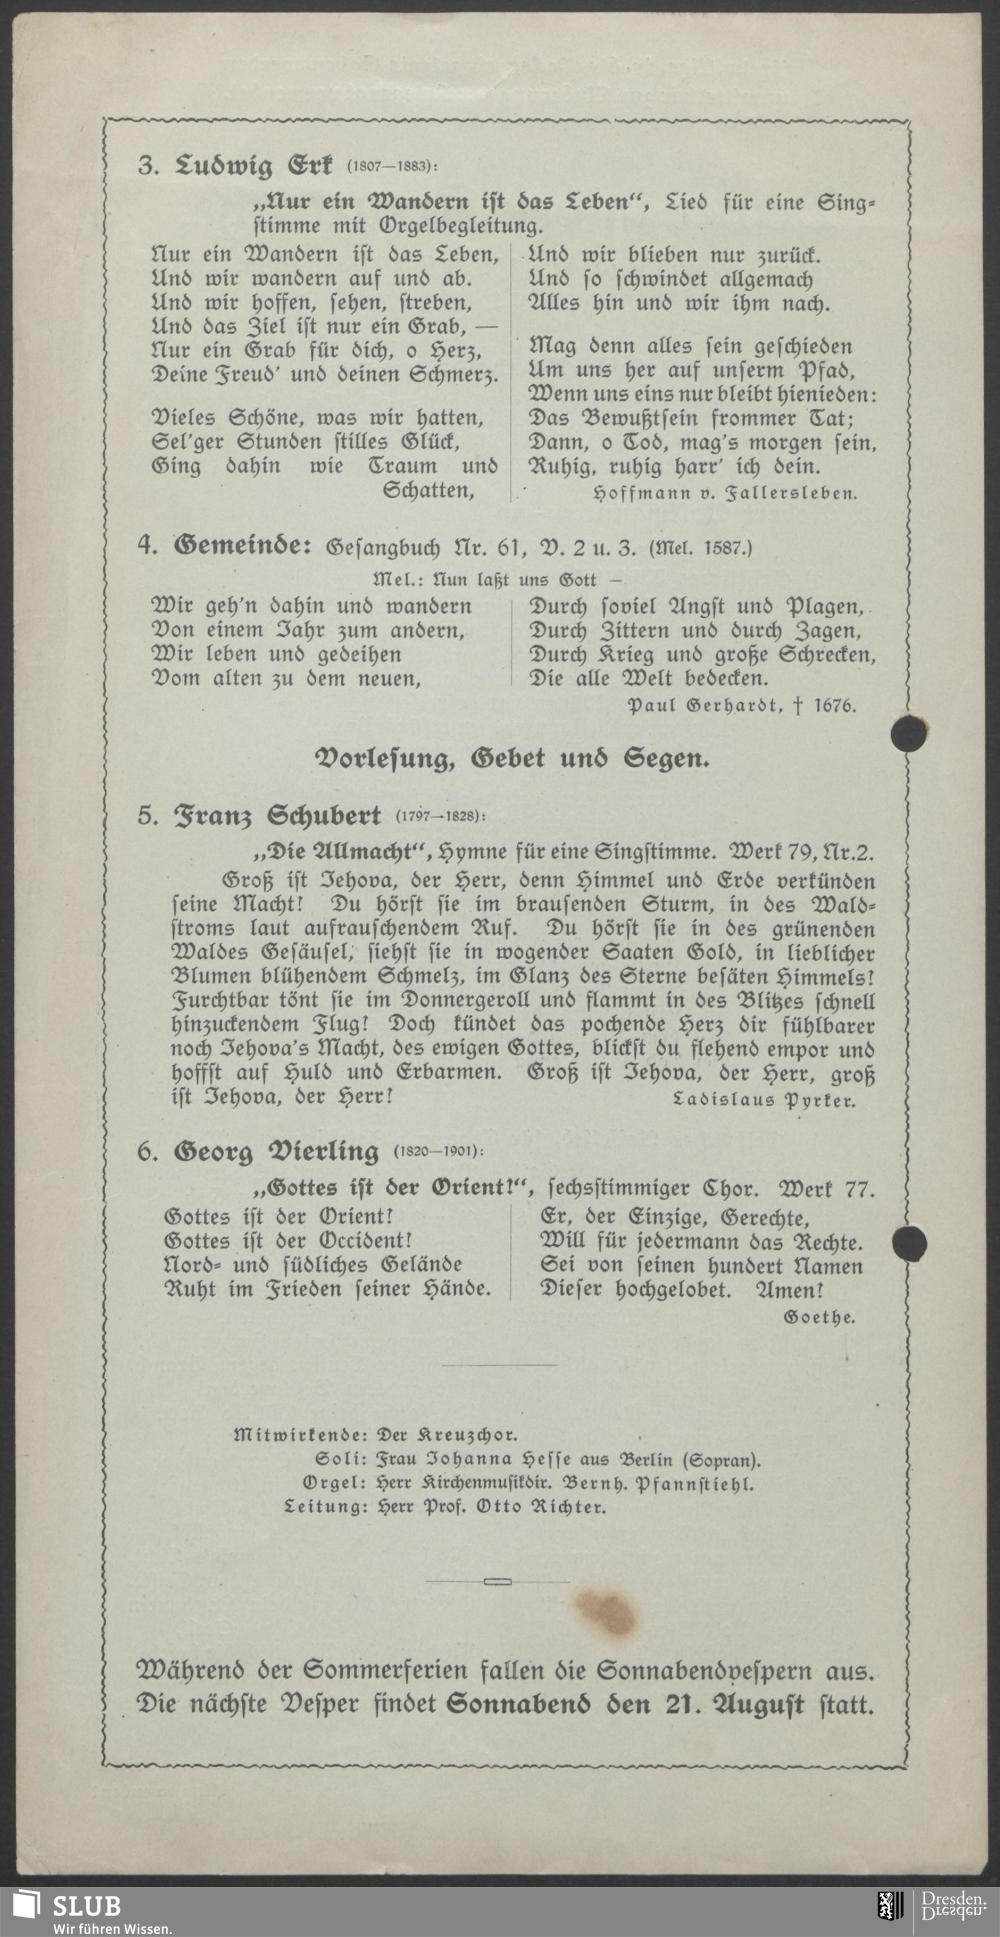 3. Ludwig Erk (1807—1883):
„Nur ein Wandern ist das Leben“, Lied für eine Sing-
stimme mit Orgelbegleitung.
Nur ein Wandern ist das Leben,
Und wir wandern auf und ab.
Und wir hoffen, sehen, streben,
Und das Ziel ist nur ein Grab, —
Nur ein Grab für dich, o Herz,
Deine Freud' und deinen Schmerz.
Vieles Schöne, was wir hatten,
Sel'ger Stunden stilles Glück,
Ging dahin wie Traum und
Schatten,
Und wir blieben nur zurück.
Und so schwindet allgemach
Alles hin und wir ihm nach.
Mag denn alles sein geschieden
Um uns her auf unserm Pfad,
Wenn uns eins nur bleibt hienieden:
Das Bewußtsein frommer Tat;
Dann, o Tod, mag's morgen sein,
Ruhig, ruhig harr' ich dein.
Hoffmann v. Fallersleben.
4. Gemeinde: Gesangbuch Nr. 61, V. 2 u. 3. (Mel. 1587.)
Mel.: Nun laßt uns Gott —
Wir geh'n dahin und wandern
Von einem Jahr zum andern,
Wir leben und gedeihen
Vom alten zu dem neuen,
Durch soviel Angst und Plagen,
Durch Zittern und durch Zagen,
Durch Krieg und große Schrecken,
Die alle Welt bedecken.
Paul Gerhardt, † 1676.
Vorlesung, Gebet und Segen.
5. Franz Schubert (1797—1828):
„Die Allmacht“, Hymne für eine Singstimme. Werk 79, Nr. 2.
Groß ist Jehova, der Herr, denn Himmel und Erde verkünden
seine Macht! Du hörst sie im brausenden Sturm, in des Wald-
stroms laut aufrauschendem Ruf. Du hörst sie in des grünenden
Waldes Gesäusel, siehst sie in wogender Saaten Gold, in lieblicher
Blumen blühendem Schmelz, im Glanz des Sterne besäten Himmels!
Furchtbar tönt sie im Donnergeroll und flammt in des Blitzes schnell
hinzuckendem Flug! Doch kündet das pochende Herz dir fühlbarer
noch Jehova's Macht, des ewigen Gottes, blickst du flehend empor und
hoffst auf Huld und Erbarmen. Groß ist Jehova, der Herr, groß
ist Jehova, der Herr! Ladislaus Pyrker.
6. Georg Vierling (1820—1901):
„Gottes ist der Orient!“, sechsstimmiger Chor. Werk 77.
Gottes ist der Orient!
Gottes ist der Occident!
Nord- und südliches Gelände
Ruht im Frieden seiner Hände.
Er, der Einzige, Gerechte,
Will für jedermann das Rechte.
Sei von seinen hundert Namen
Dieser hochgelobet. Amen!
Goethe.
Mitwirkende: Der Kreuzchor.
Soli: Frau Johanna Hesse aus Berlin (Sopran).
Orgel: Herr Kirchenmusikdir. Bernh. Pfannstiehl.
Leitung: Herr Prof. Otto Richter.
Während der Sommerferien fallen die Sonnabendvespern aus.
Die nächste Vesper findet Sonnabend den 21. August statt.
SLUB
Wir führen Wissen.
Dresden.
Dresden.